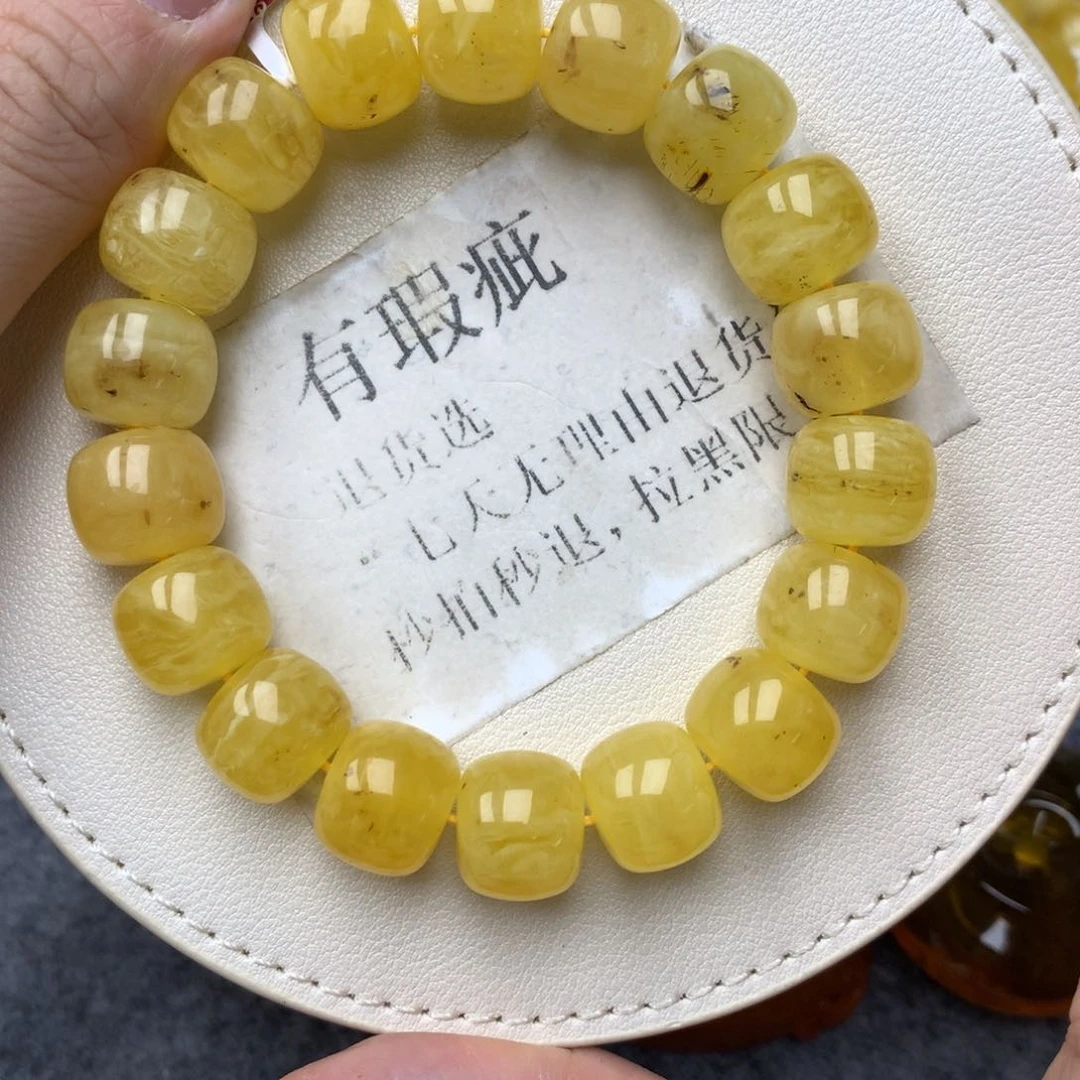 有瑕疵
退货选
七天无理由退货
秒拍秒退，拉黑限